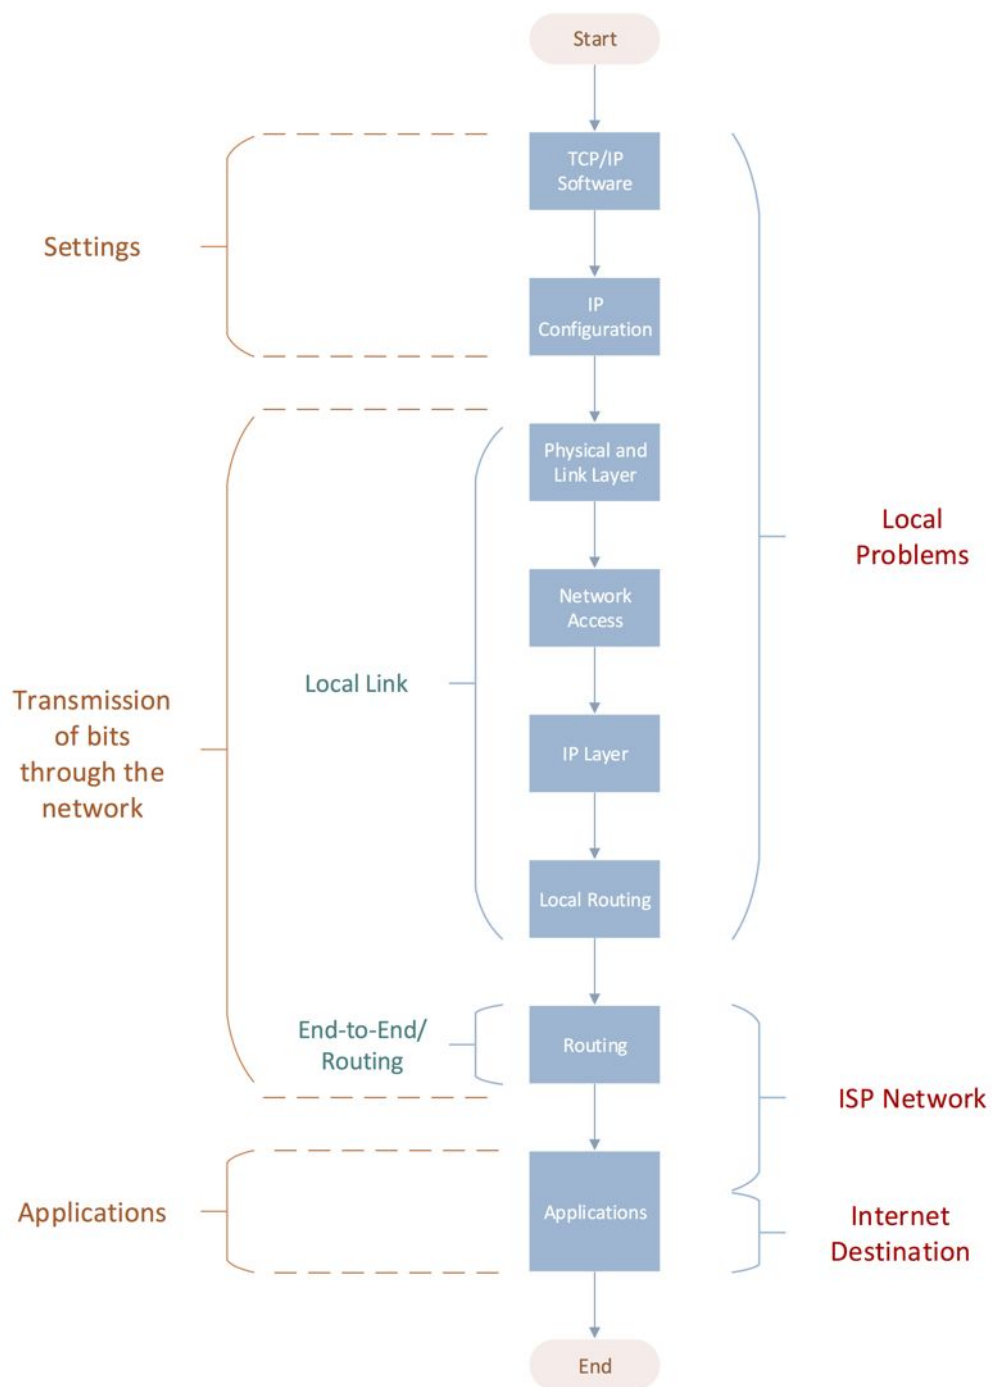 Start
TCP/IP
Software
Settings
IP
Configuration
Physical and
Link Layer
Local
Problems
Network
Access
Local Link
Transmission
of bits
through the
network
IP Layer
Local Routing
End-to-End/
Routing
Routing
ISP Network
Applications
Applications
Internet
Destination
End